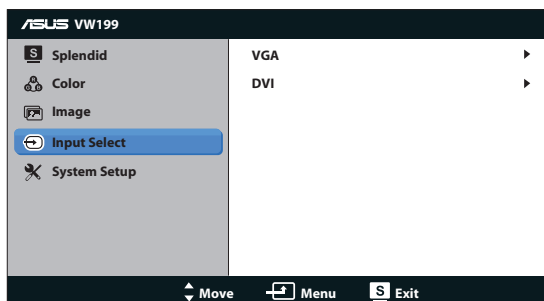 ASUS VW199
S Splendid
Color
Image
Input Select
System Setup
VGA
DVI
Move Menu S Exit